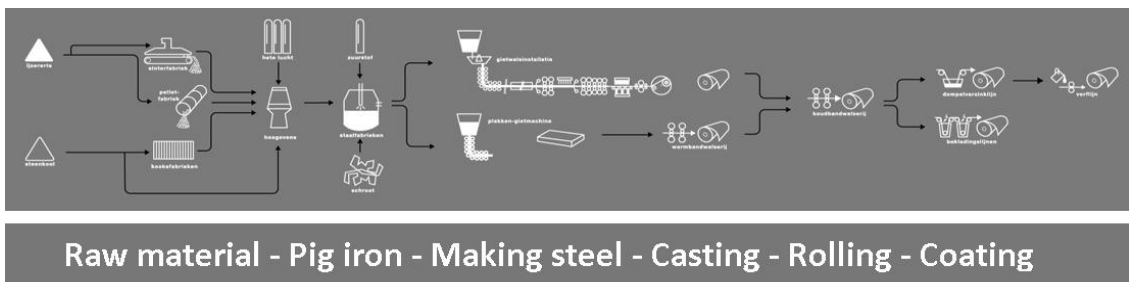 ijzererts
sinterfabriek
pellet-
fabriek
steenkool
kooksfabrieken
hete lucht
hoogovens
zuurstof
staalfabrieken
schroot
gietwalsinstallatie
plakken-gietmachine
warmbandwalserij
koudbandwalserij
dompelverzinklijn
verflijn
bekledingslijnen
Raw material - Pig iron - Making steel - Casting - Rolling - Coating